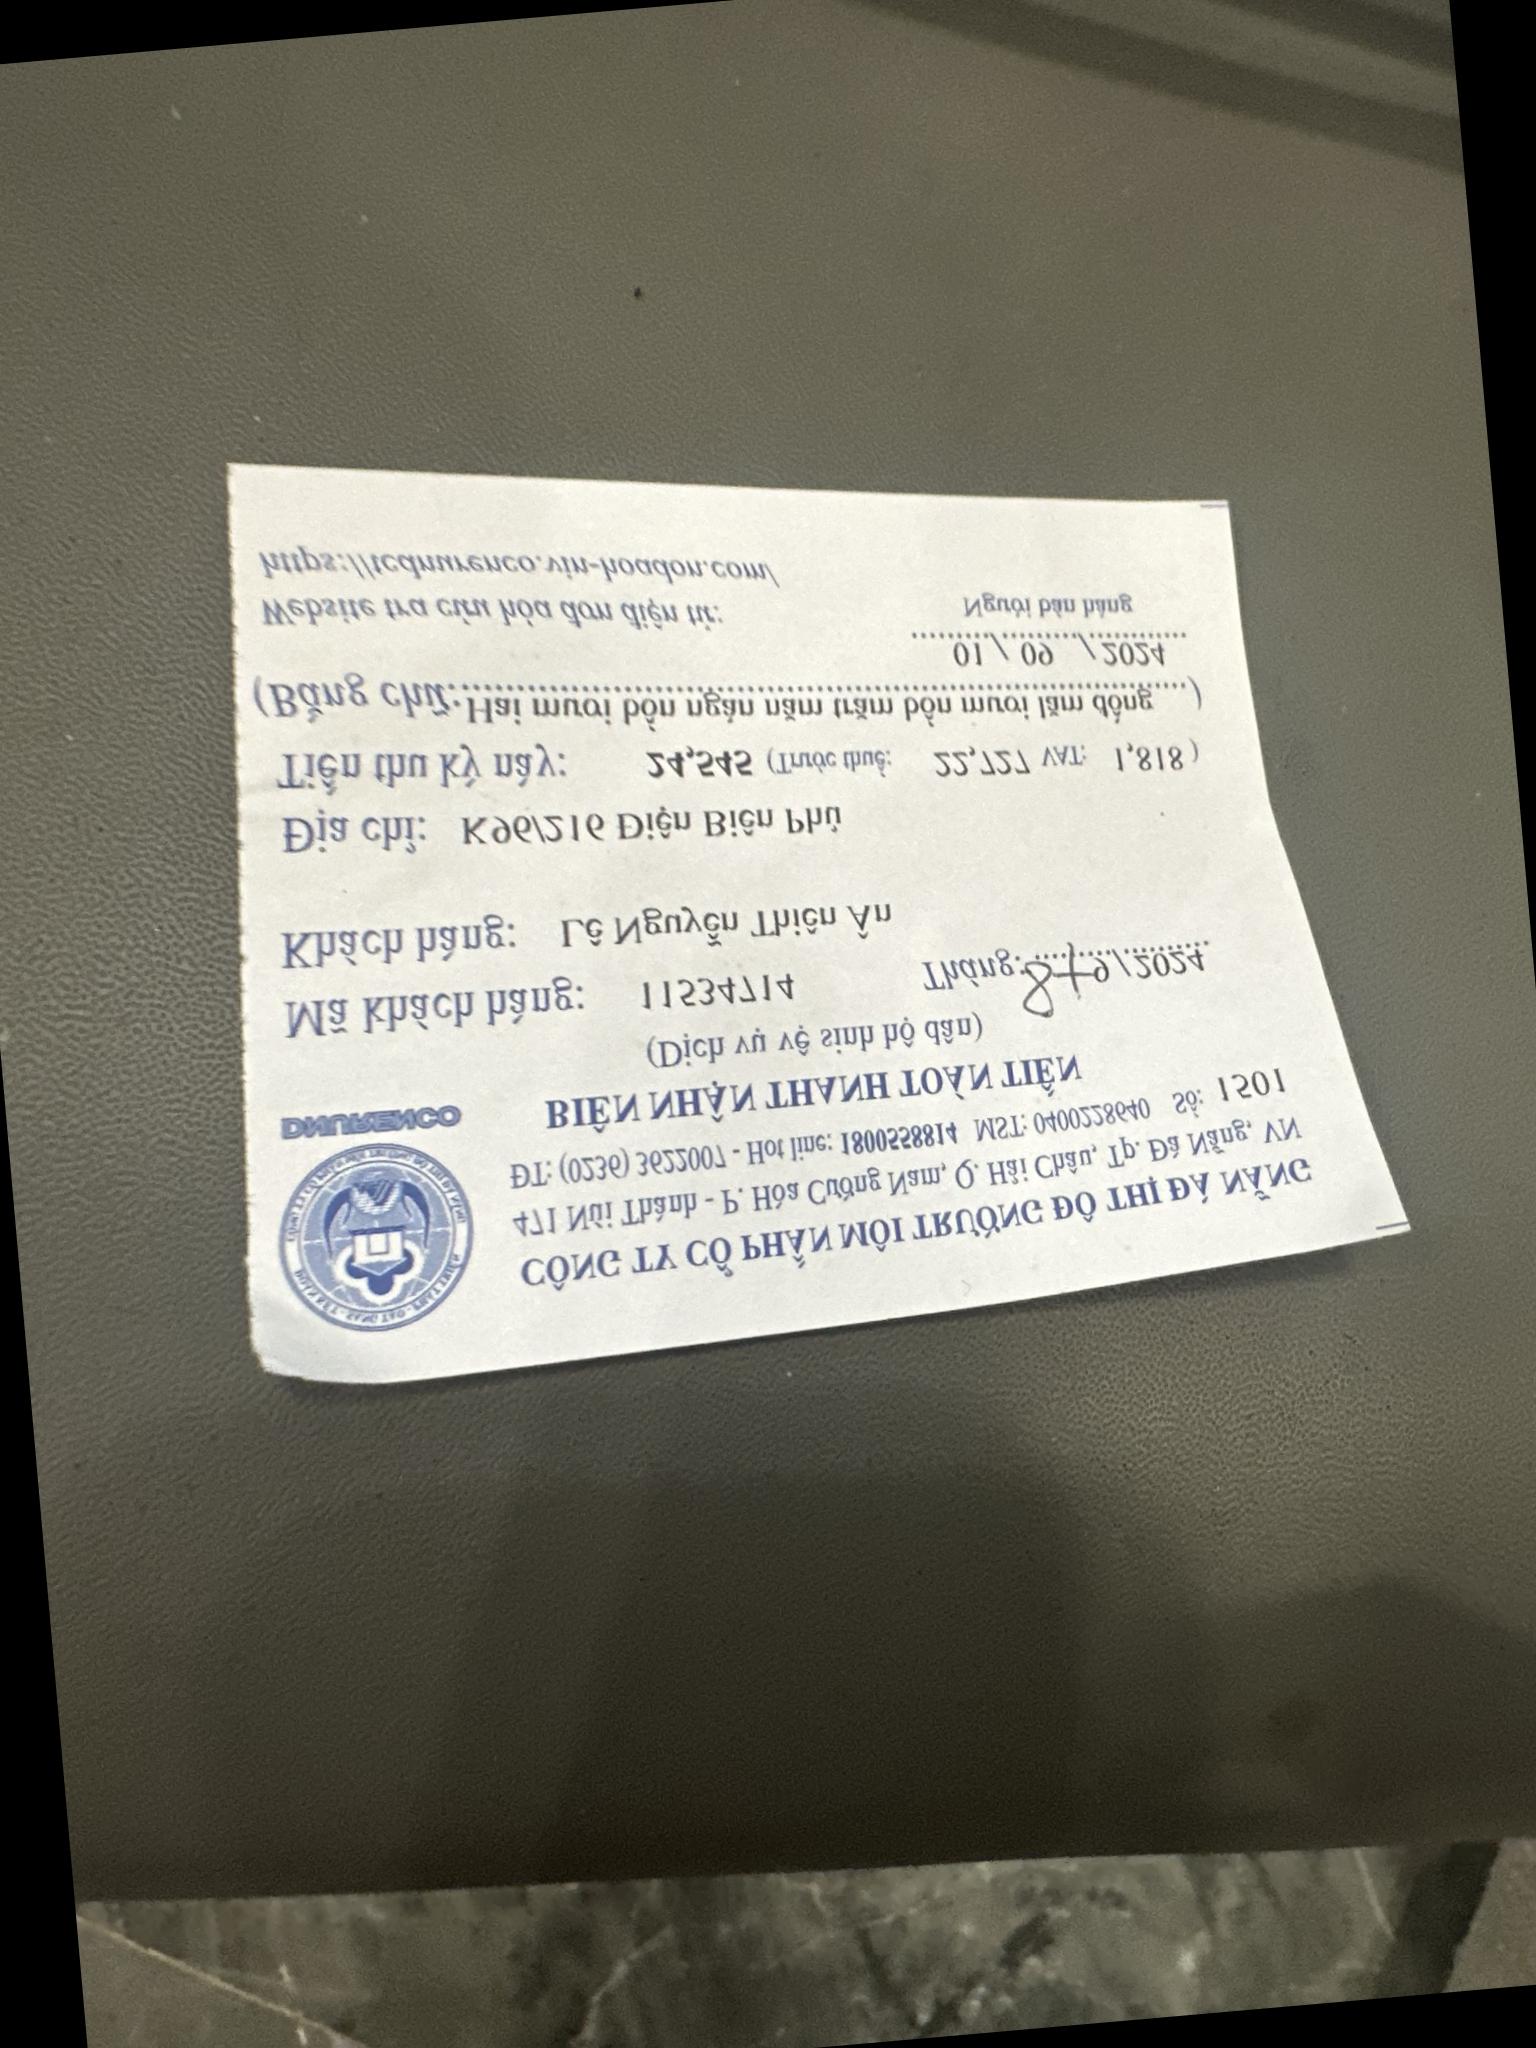 CÔNG TY CỔ PHẦN MÔI TRƯỜNG ĐÔ THỊ ĐÀ NẴNG
471 Núi Thành - P. Hòa Cường Nam, Q. Hải Châu, Tp. Đà Nẵng, VN
ĐT: (0236) 3622007 - Hot line: 1800558814 MST: 0400228640 Số: 1501
DNURENCO
BIÊN NHẬN THANH TOÁN TIỀN
(Dịch vụ vệ sinh hộ dân)
Mã khách hàng: 11534714 Tháng: 8+9/2024
Khách hàng: Lê Nguyễn Thiên Ân
Địa chỉ: K96/216 Điện Biên Phủ
Tiền thu kỳ này: 24,545 (Trước thuế: 22,727 VAT: 1,818 )
(Bằng chữ:Hai mươi bốn ngàn năm trăm bốn mươi lăm đồng....)
01/ 09 / 2024
Website tra cứu hóa đơn điện tử: Người bán hàng
https://tcdnurenco.vin-hoadon.com/